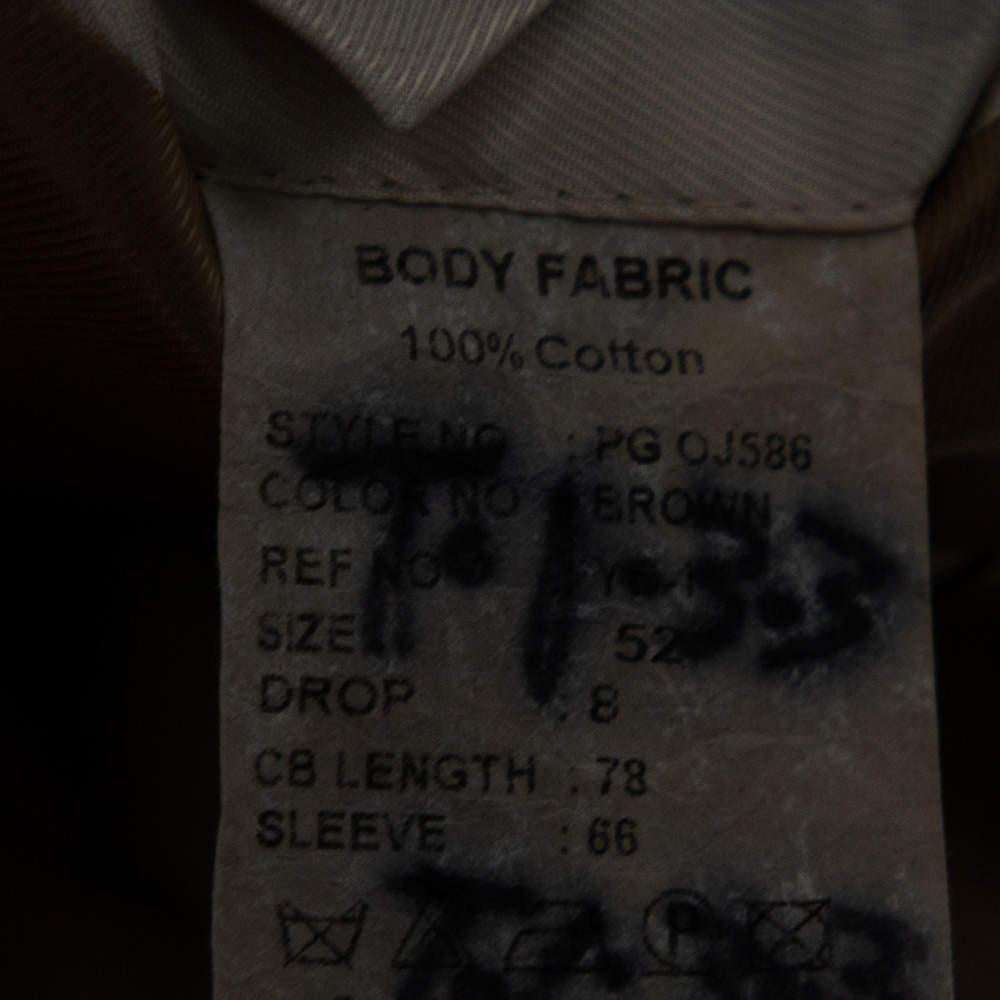 BODY FABRIC
100% Cotton
STYLE NO : PG OJ586
COLOR NO : BROWN
REF NO :
SIZE 52
DROP : 8
CB LENGTH : 78
SLEEVE : 66
P